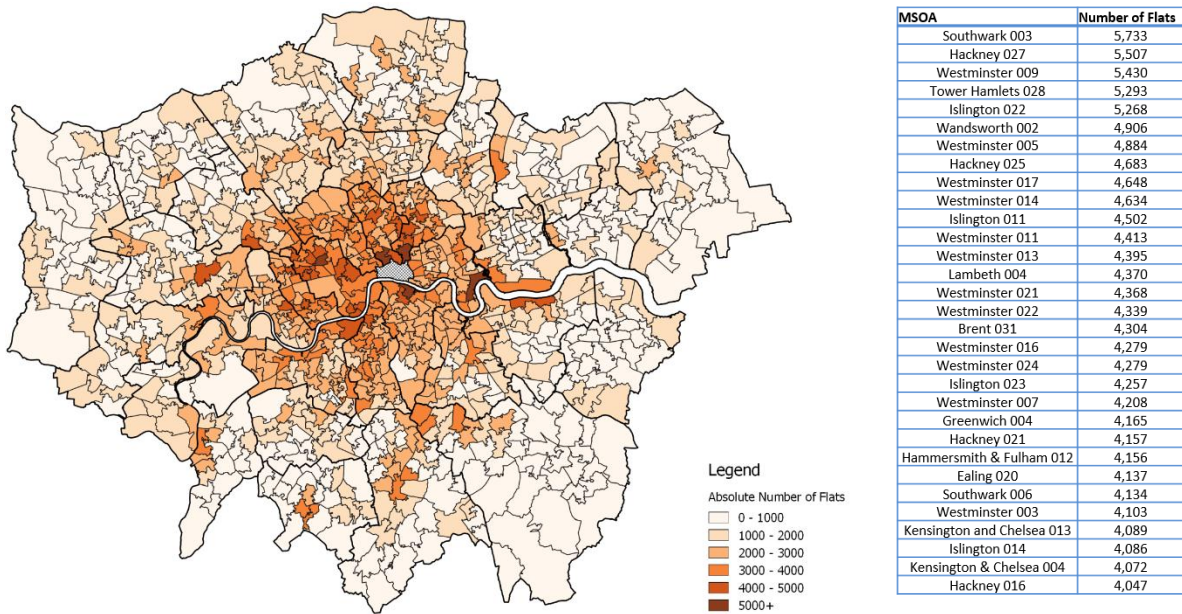 MSOA Number of Flats
Southwark 003 5,733
Hackney 027 5,507
Westminster 009 5,430
Tower Hamlets 028 5,293
Islington 022 5,268
Wandsworth 002 4,906
Westminster 005 4,884
Hackney 025 4,683
Westminster 017 4,648
Westminster 014 4,634
Islington 011 4,502
Westminster 011 4,413
Westminster 013 4,395
Lambeth 004 4,370
Westminster 021 4,368
Westminster 022 4,339
Brent 031 4,304
Westminster 016 4,279
Westminster 024 4,279
Islington 023 4,257
Westminster 007 4,208
Greenwich 004 4,165
Hackney 021 4,157
Hammersmith & Fulham 012 4,156
Ealing 020 4,137
Southwark 006 4,134
Westminster 003 4,103
Kensington and Chelsea 013 4,089
Islington 014 4,086
Kensington & Chelsea 004 4,072
Hackney 016 4,047
Legend
Absolute Number of Flats
0 - 1000
1000 - 2000
2000 - 3000
3000 - 4000
4000 - 5000
5000+